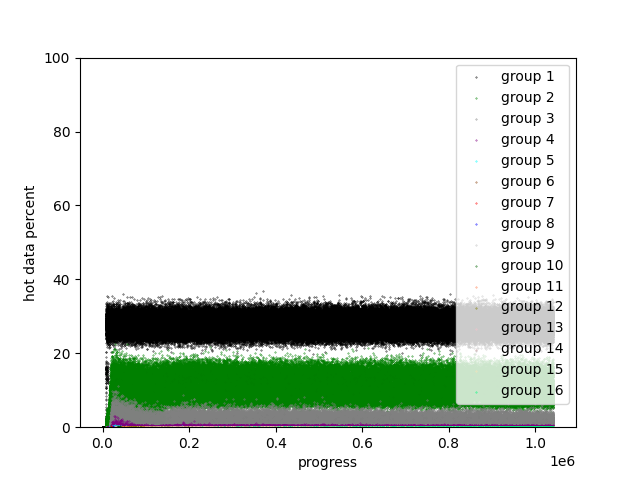 100
80
60
40
20
0
hot data percent
0.0 0.2 0.4 0.6 0.8 1.0
1e6
progress
group 1
group 2
group 3
group 4
group 5
group 6
group 7
group 8
group 9
group 10
group 11
group 12
group 13
group 14
group 15
group 16